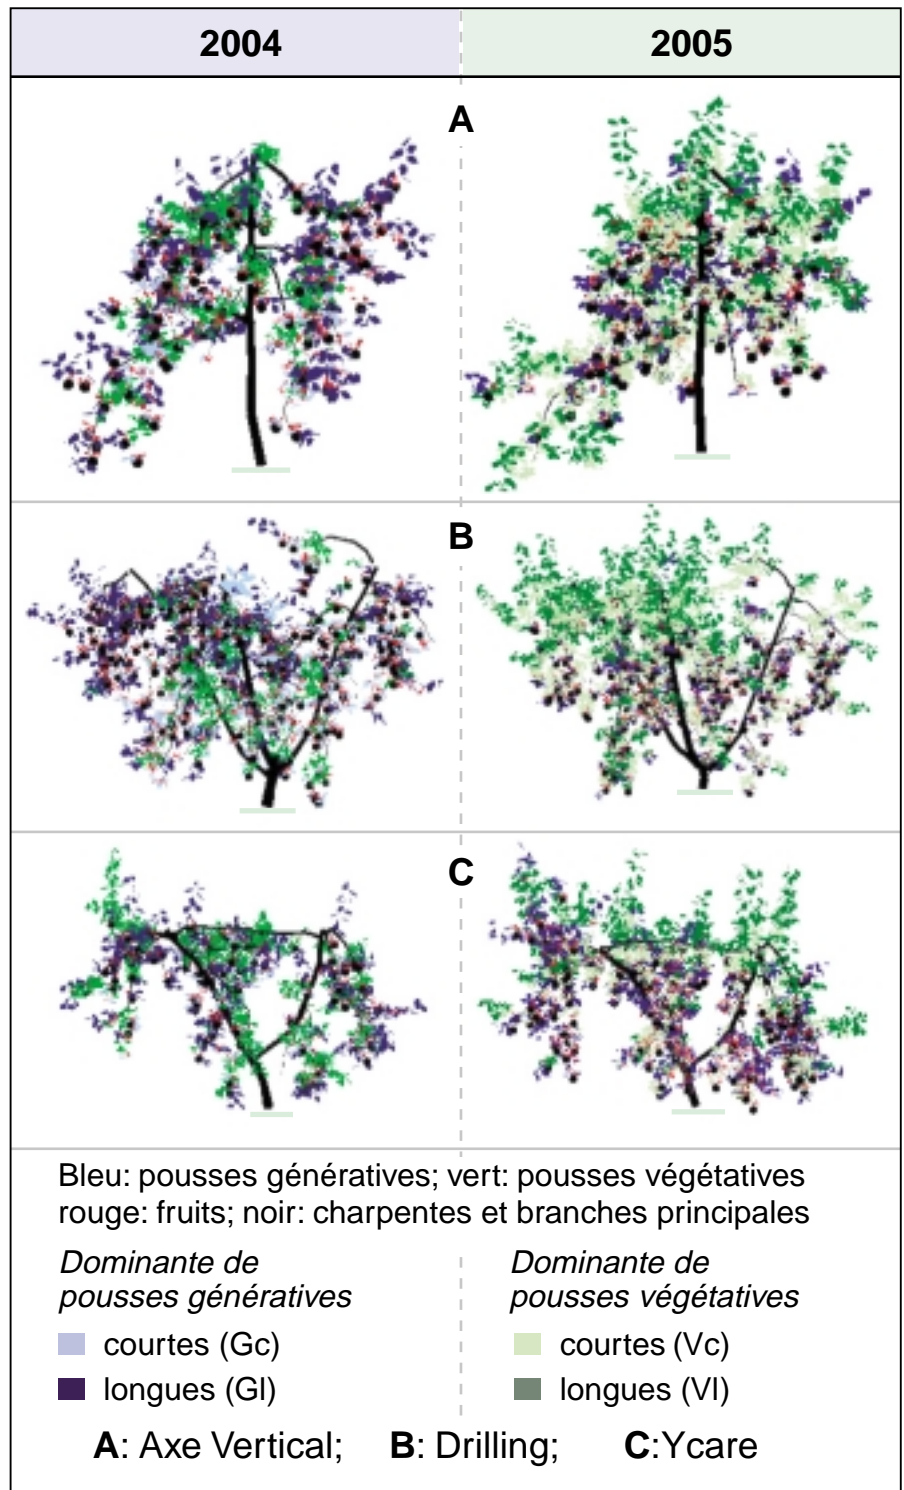 2004 2005
A
B
C
Bleu: pousses génératives; vert: pousses végétatives
rouge: fruits; noir: charpentes et branches principales
Dominante de
pousses génératives
courtes (Gc)
longues (Gl)
Dominante de
pousses végétatives
courtes (Vc)
longues (Vl)
A: Axe Vertical; B: Drilling; C:Ycare